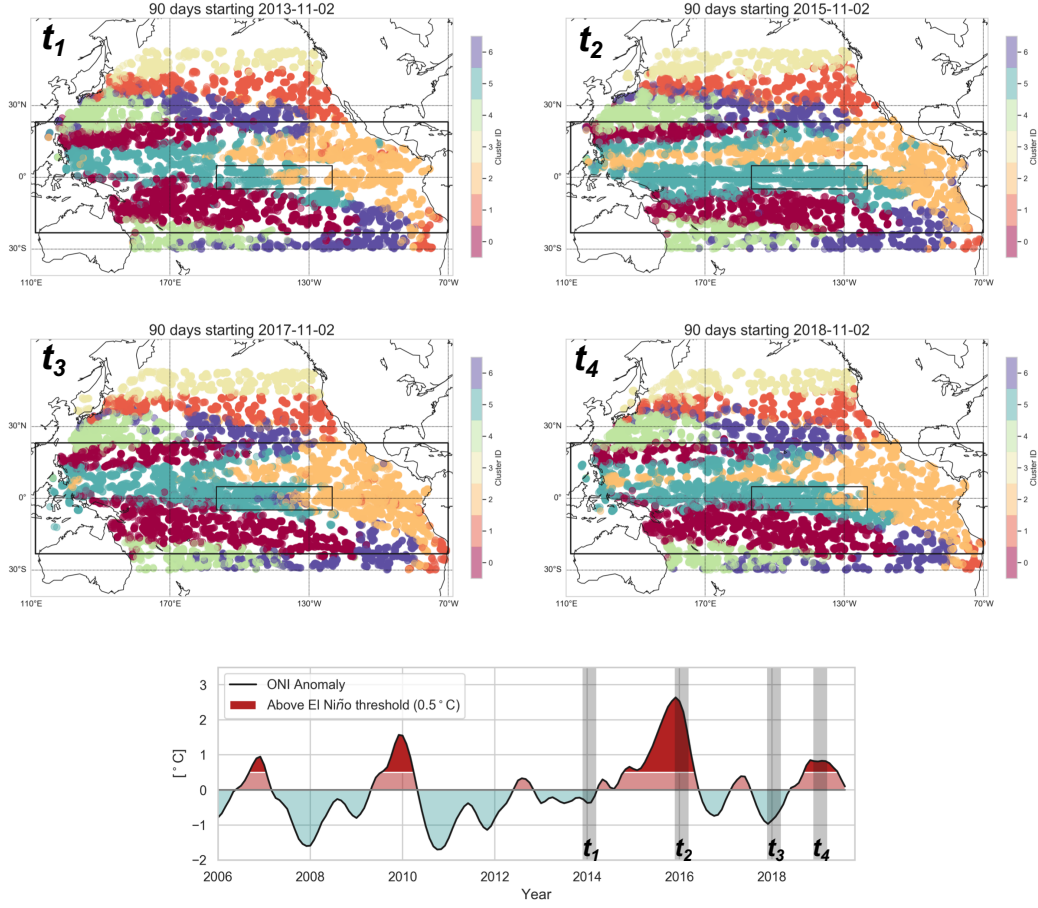 90 days starting 2013-11-02
t1
30°N
0°
30°S
110°E 170°E 130°W 70°W
6
5
4
3
2
1
0
Cluster ID
90 days starting 2015-11-02
t2
30°N
0°
30°S
110°E 170°E 130°W 70°W
6
5
4
3
2
1
0
Cluster ID
90 days starting 2017-11-02
t3
30°N
0°
30°S
110°E 170°E 130°W 70°W
6
5
4
3
2
1
0
Cluster ID
90 days starting 2018-11-02
t4
30°N
0°
30°S
110°E 170°E 130°W 70°W
6
5
4
3
2
1
0
Cluster ID
ONI Anomaly
Above El Niño threshold (0.5°C)
[°C]
3
2
1
0
−1
−2
t1 t2 t3 t4
2006 2008 2010 2012 2014 2016 2018
Year